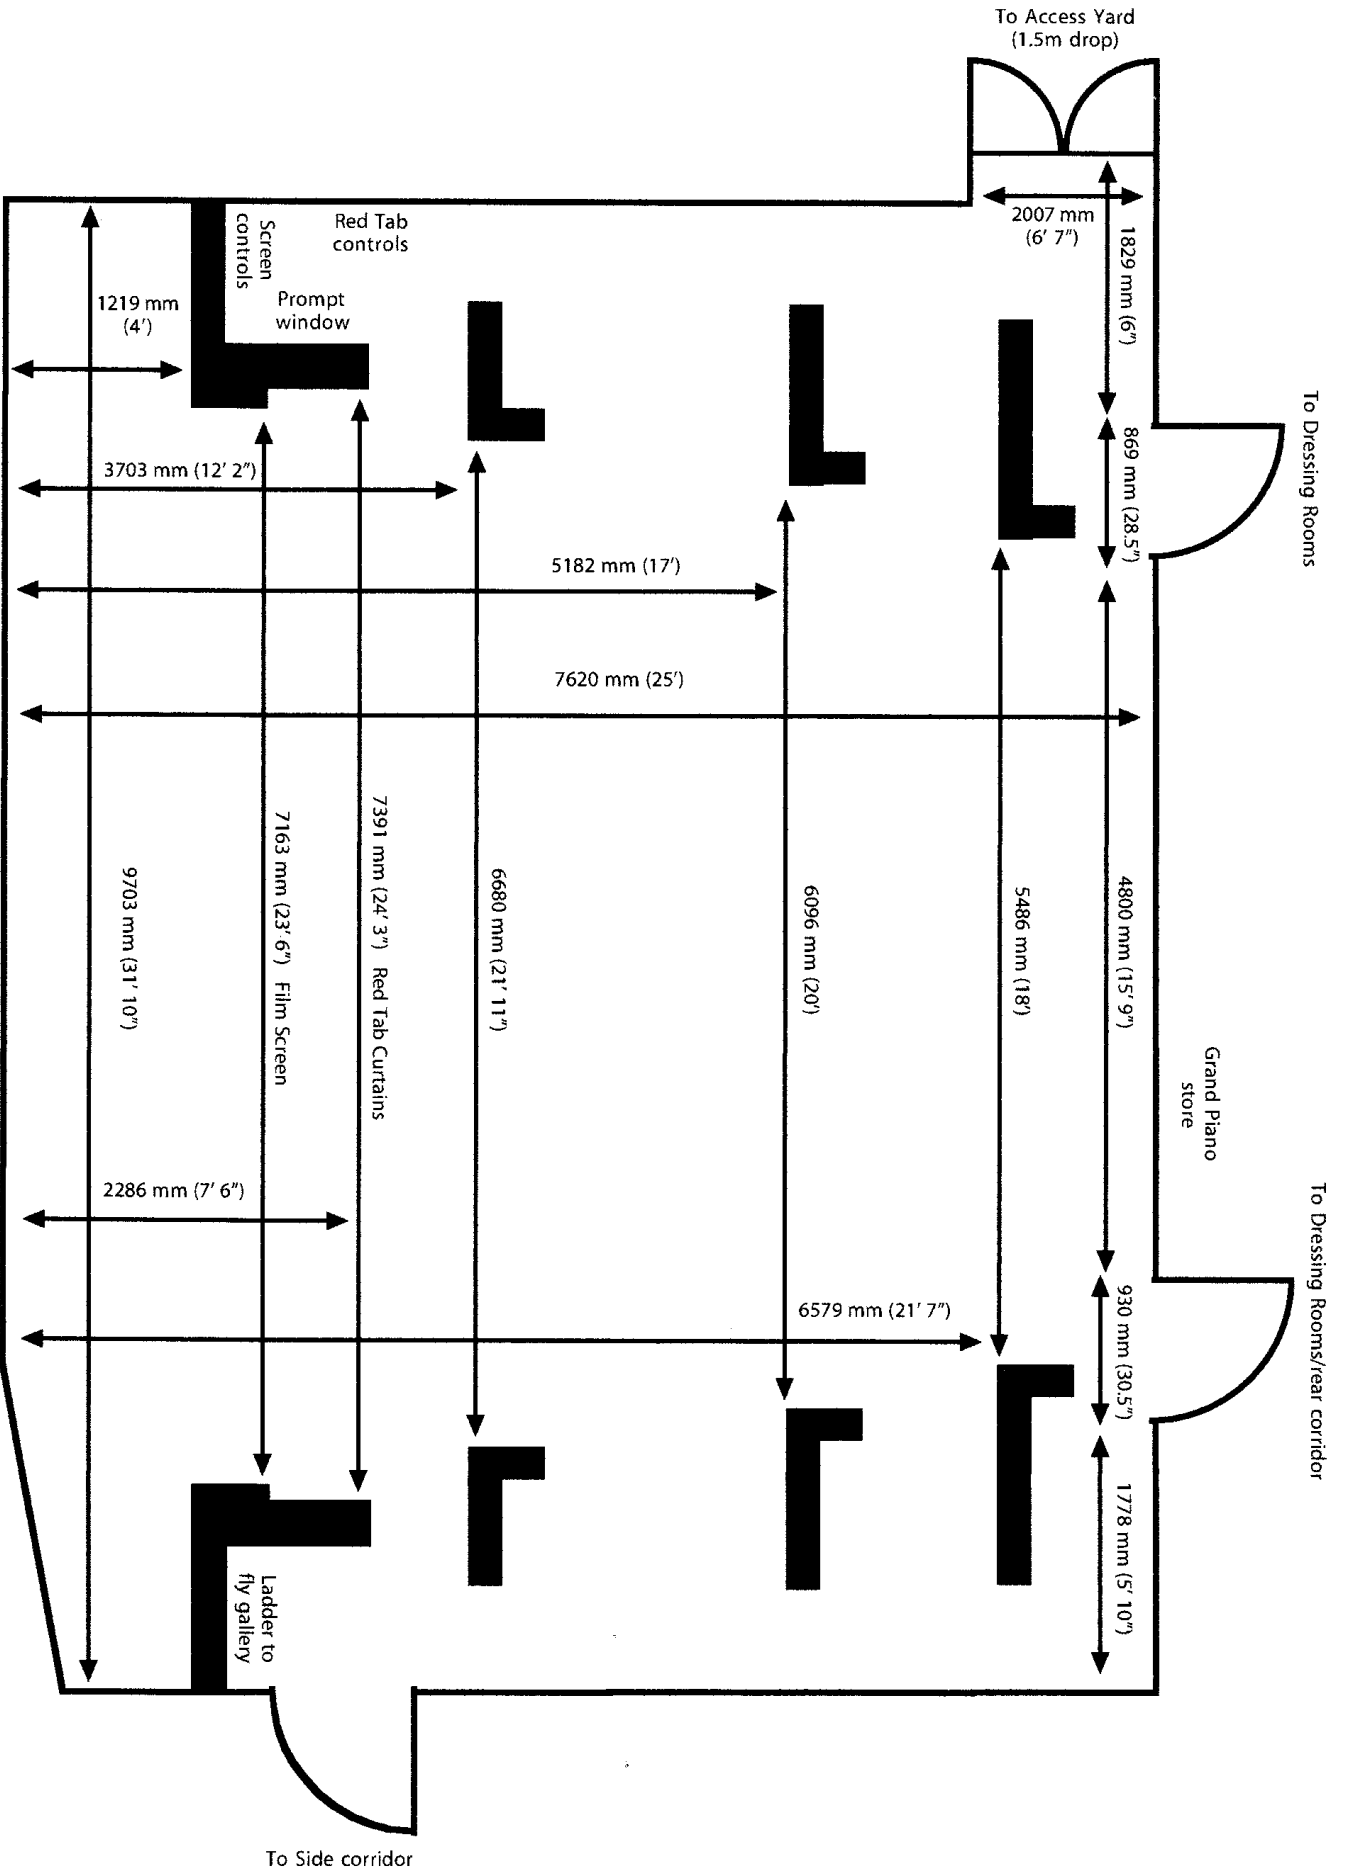 To Access Yard
(1.5m drop)
2007 mm
(6' 7")
1829 mm (6")
Red Tab
controls
Screen
controls
Prompt
window
1219 mm
(4')
To Dressing Rooms
869 mm (28.5")
3703 mm (12' 2")
5182 mm (17')
7620 mm (25')
7163 mm (23' 6")   Film Screen
7391 mm (24' 3")   Red Tab Curtains
9703 mm (31' 10")
6680 mm (21' 11")
6096 mm (20')
5486 mm (18')
4800 mm (15' 9")
Grand Piano
store
2286 mm (7' 6")
To Dressing Rooms/rear corridor
6579 mm (21' 7")
930 mm (30.5")
1778 mm (5' 10")
Ladder to
fly gallery
To Side corridor